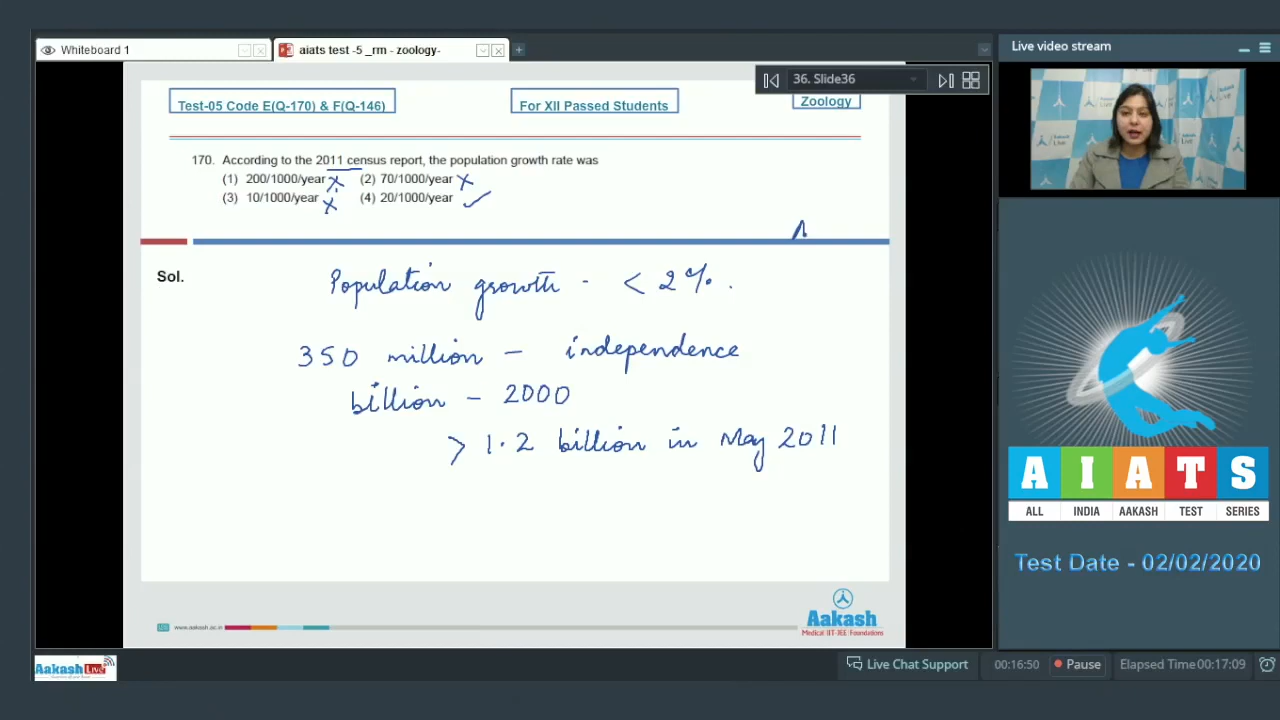 Whiteboard 1
aiats test -5 _rm - zoology-
Live video stream
36. Slide36
Test-05 Code E(Q-170) & F(Q-146)
For XII Passed Students
Zoology
170. According to the 2011 census report, the population growth rate was
(1) 200/1000/year (2) 70/1000/year
(3) 10/1000/year (4) 20/1000/year
Sol.
Population growth - < 2%.
350 million - independence
billion - 2000
> 1.2 billion in May 2011
A I A T S
ALL INDIA AAKASH TEST SERIES
Test Date - 02/02/2020
Aakash
Medical IIT-JEE Foundations
www.aakash.ac.in
Aakash Live
Live Chat Support
00:16:50
Pause
Elapsed Time 00:17:09